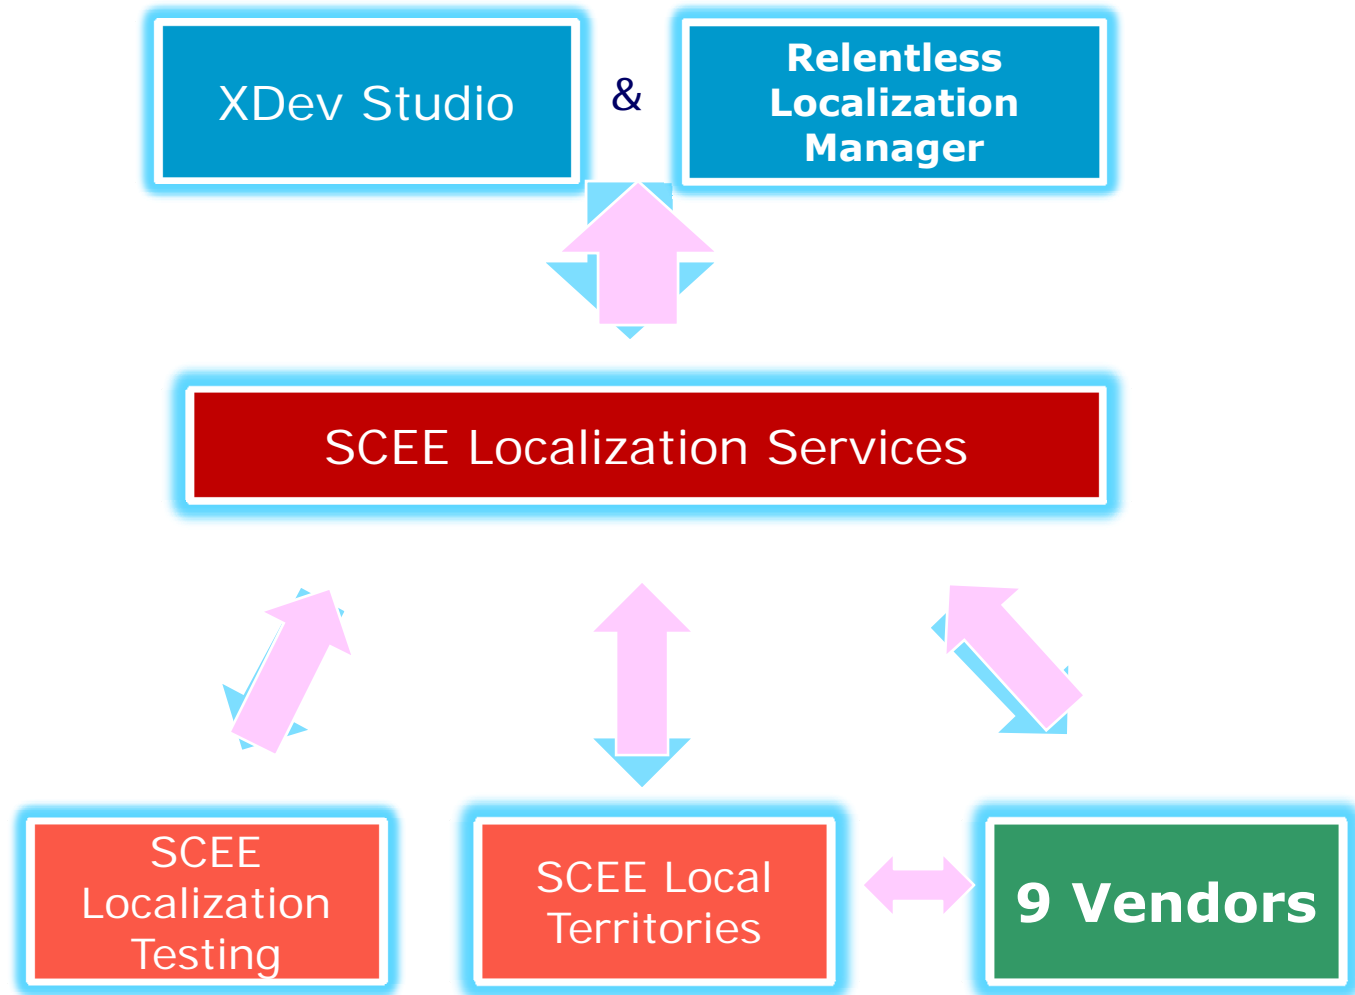 XDev Studio
&
Relentless
Localization
Manager
SCEE Localization Services
SCEE
Localization
Testing
SCEE Local
Territories
9 Vendors